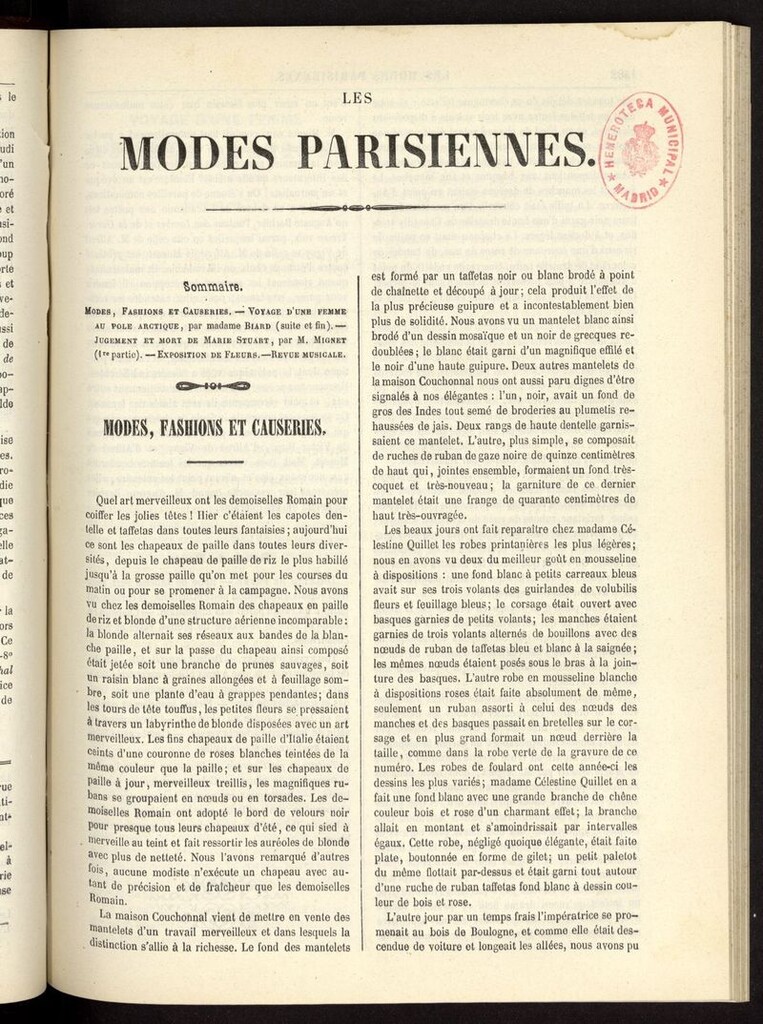 LES
MODES PARISIENNES.
HEMEROTECA MUNICIPAL
MADRID
Sommaire.
MODES, FASHIONS ET CAUSERIES. — VOYAGE D'UNE FEMME
AU POLE ARCTIQUE, par madame BIARD (suite et fin). —
JUGEMENT ET MORT DE MARIE STUART, par M. MIGNET
(1re partie). — EXPOSITION DE FLEURS. — REVUE MUSICALE.
MODES, FASHIONS ET CAUSERIES.
Quel art merveilleux ont les demoiselles Romain pour
coiffer les jolies têtes ! Hier c'étaient les capotes den-
telle et taffetas dans toutes leurs fantaisies ; aujourd'hui
ce sont les chapeaux de paille dans toutes leurs diver-
sités, depuis le chapeau de paille de riz le plus habillé
jusqu'à la grosse paille qu'on met pour les courses du
matin ou pour se promener à la campagne. Nous avons
vu chez les demoiselles Romain des chapeaux en paille
de riz et blonde d'une structure aérienne incomparable ;
la blonde alternait ses réseaux aux bandes de la blan-
che paille, et sur la passe du chapeau ainsi composé
était jetée soit une branche de prunes sauvages, soit
un raisin blanc à graines allongées et à feuillage som-
bre, soit une plante d'eau à grappes pendantes ; dans
les tours de tête touffus, les petites fleurs se pressaient
à travers un labyrinthe de blonde disposées avec un art
merveilleux. Les fins chapeaux de paille d'Italie étaient
ceints d'une couronne de roses blanches teintées de la
même couleur que la paille ; et sur les chapeaux de
paille à jour, merveilleux treillis, les magnifiques ru-
bans se groupaient en nœuds ou en torsades. Les de-
moiselles Romain ont adopté le bord de velours noir
pour presque tous leurs chapeaux d'été, ce qui sied à
merveille au teint et fait ressortir les auréoles de blonde
avec plus de netteté. Nous l'avons remarqué d'autres
fois, aucune modiste n'exécute un chapeau avec au-
tant de précision et de fraîcheur que les demoiselles
Romain.
La maison Couchonnal vient de mettre en vente des
mantelets d'un travail merveilleux et dans lesquels la
distinction s'allie à la richesse. Le fond des mantelets
est formé par un taffetas noir ou blanc brodé à point
de chaînette et découpé à jour ; cela produit l'effet de
la plus précieuse guipure et a incontestablement bien
plus de solidité. Nous avons vu un mantelet blanc ainsi
brodé d'un dessin mosaïque et un noir de grecques re-
doublées ; le blanc était garni d'un magnifique effilé et
le noir d'une haute guipure. Deux autres mantelets de
la maison Couchonnal nous ont aussi paru dignes d'être
signalés à nos élégantes : l'un, noir, avait un fond de
gros des Indes tout semé de broderies au plumetis re-
haussées de jais. Deux rangs de haute dentelle garnis-
saient ce mantelet. L'autre, plus simple, se composait
de ruches de ruban de gaze noire de quinze centimètres
de haut qui, jointes ensemble, formaient un fond très-
coquet et très-nouveau ; la garniture de ce dernier
mantelet était une frange de quarante centimètres de
haut très-ouvragée.
Les beaux jours ont fait reparaître chez madame Cé-
lestine Quillet les robes printanières les plus légères ;
nous en avons vu deux du meilleur goût en mousseline
à dispositions : une fond blanc à petits carreaux bleus
avait sur ses trois volants des guirlandes de volubilis
fleurs et feuillage bleus ; le corsage était ouvert avec
basques garnies de petits volants ; les manches étaient
garnies de trois volants alternés de bouillons avec des
nœuds de ruban de taffetas bleu et blanc à la saignée ;
les mêmes nœuds étaient posés sous le bras à la join-
ture des basques. L'autre robe en mousseline blanche
à dispositions roses était faite absolument de même,
seulement un ruban assorti à celui des nœuds des
manches et des basques passait en bretelles sur le cor-
sage et en plus grand formait un nœud derrière la
taille, comme dans la robe verte de la gravure de ce
numéro. Les robes de foulard ont cette année-ci les
dessins les plus variés ; madame Célestine Quillet en a
fait une fond blanc avec une grande branche de chêne
couleur bois et rose d'un charmant effet ; la branche
allait en montant et s'amoindrissait par intervalles
égaux. Cette robe, négligé quoique élégante, était faite
plate, boutonnée en forme de gilet ; un petit paletot
du même flottait par-dessus et était garni tout autour
d'une ruche de ruban taffetas fond blanc à dessin cou-
leur de bois et rose.
L'autre jour par un temps frais l'impératrice se pro-
menait au bois de Boulogne, et comme elle était des-
cendue de voiture et longeait les allées, nous avons pu